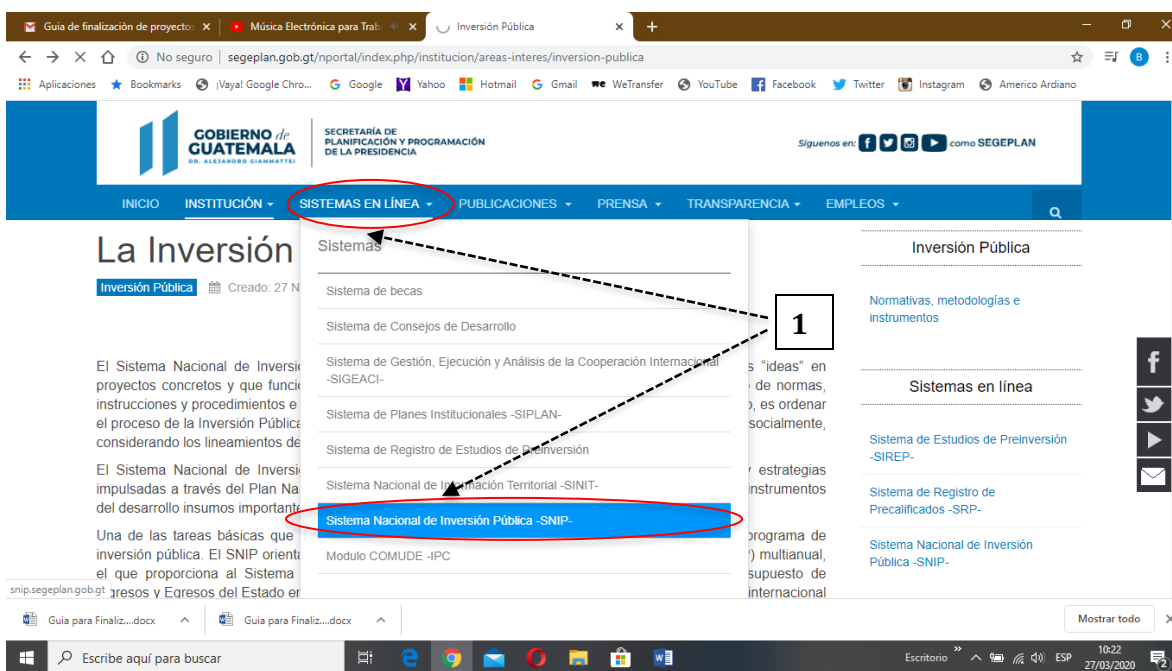 Guia de finalización de proyecto
Música Electrónica para Trab
Inversión Pública
No seguro | segeplan.gob.gt/nportal/index.php/institucion/areas-interes/inversion-publica
B
Aplicaciones Bookmarks ¡Vaya! Google Chro... Google Yahoo Hotmail Gmail WeTransfer YouTube Facebook Twitter Instagram Americo Ardiano
GOBIERNO de
GUATEMALA
DR. ALEJANDRO GIAMMATTEI
SECRETARÍA DE
PLANIFICACIÓN Y PROGRAMACIÓN
DE LA PRESIDENCIA
Síguenos en: como SEGEPLAN
INICIO INSTITUCIÓN SISTEMAS EN LÍNEA PUBLICACIONES PRENSA TRANSPARENCIA EMPLEOS
La Inversión
Inversión Pública Creado: 27 N
El Sistema Nacional de Inversi
proyectos concretos y que funci
instrucciones y procedimientos e
el proceso de la Inversión Pública
considerando los lineamientos de
El Sistema Nacional de Inversi
impulsadas a través del Plan Na
del desarrollo insumos importante
Una de las tareas básicas que
inversión pública. El SNIP orienta
el que proporciona al Sistema
gresos y Egresos del Estado en
Sistemas
Sistema de becas
Sistema de Consejos de Desarrollo
Sistema de Gestión, Ejecución y Análisis de la Cooperación Internacional
-SIGEACI-
Sistema de Planes Institucionales -SIPLAN-
Sistema de Registro de Estudios de Preinversión
Sistema Nacional de Información Territorial -SINIT-
Sistema Nacional de Inversión Pública -SNIP-
Modulo COMUDE -IPC
1
s "ideas" en
de normas,
o, es ordenar
socialmente,
y estrategias
instrumentos
programa de
) multianual,
supuesto de
internacional
Inversión Pública
Normativas, metodologías e
instrumentos
Sistemas en línea
Sistema de Estudios de Preinversión
-SIREP-
Sistema de Registro de
Precalificados -SRP-
Sistema Nacional de Inversión
Pública -SNIP-
snip.segeplan.gob.gt
Guia para Finaliz....docx
Guia para Finaliz....docx
Mostrar todo
Escribe aquí para buscar
Escritorio ESP
10:22
27/03/2020
2